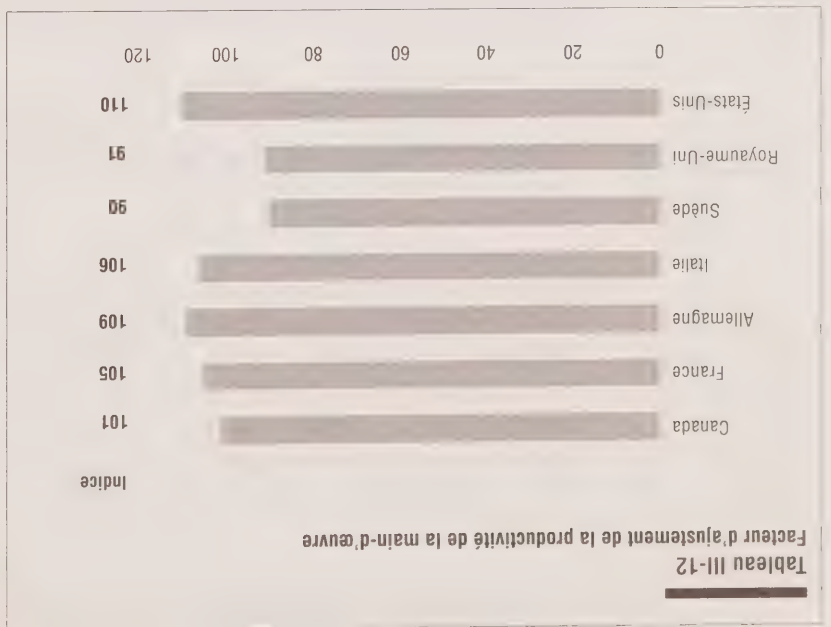 Tableau III-12
Facteur d'ajustement de la productivité de la main-d'œuvre
Indice
Canada 101
France 105
Allemagne 109
Italie 106
Suède 90
Royaume-Uni 91
États-Unis 110
0 20 40 60 80 100 120